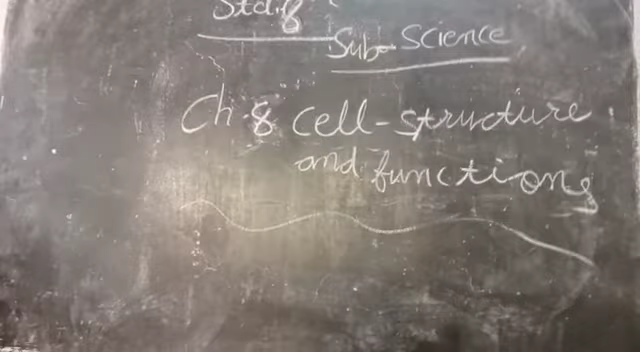 Std.8
Sub- Science
Ch.8 cell-structure
and functions